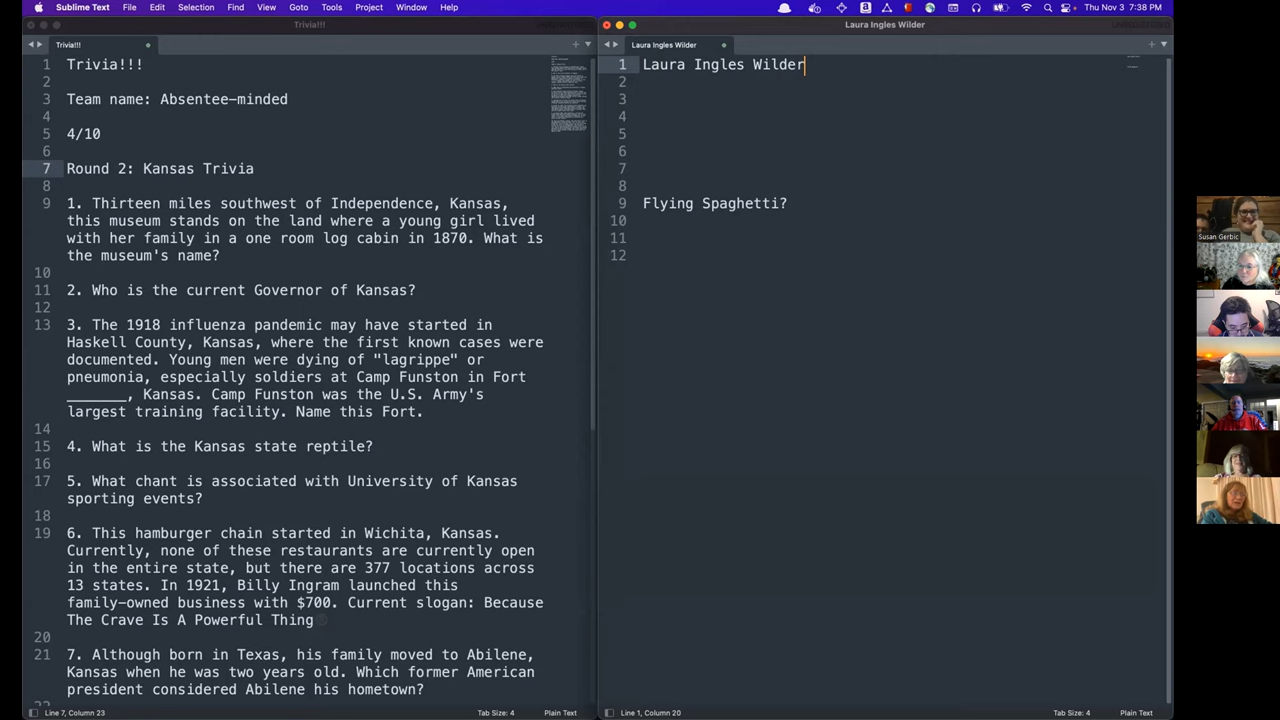 Sublime Text File Edit Selection Find View Goto Tools Project Window Help
Thu Nov 3 7:38 PM
Trivia!!!
Laura Ingles Wilder
Trivia!!!
Laura Ingles Wilder
1 Trivia!!!
2
3 Team name: Absentee-minded
4
5 4/10
6
7 Round 2: Kansas Trivia
8
9 1. Thirteen miles southwest of Independence, Kansas,
this museum stands on the land where a young girl lived
with her family in a one room log cabin in 1870. What is
the museum's name?
10
11 2. Who is the current Governor of Kansas?
12
13 3. The 1918 influenza pandemic may have started in
Haskell County, Kansas, where the first known cases were
documented. Young men were dying of "lagrippe" or
pneumonia, especially soldiers at Camp Funston in Fort
_______, Kansas. Camp Funston was the U.S. Army's
largest training facility. Name this Fort.
14
15 4. What is the Kansas state reptile?
16
17 5. What chant is associated with University of Kansas
sporting events?
18
19 6. This hamburger chain started in Wichita, Kansas.
Currently, none of these restaurants are currently open
in the entire state, but there are 377 locations across
13 states. In 1921, Billy Ingram launched this
family-owned business with $700. Current slogan: Because
The Crave Is A Powerful Thing
20
21 7. Although born in Texas, his family moved to Abilene,
Kansas when he was two years old. Which former American
president considered Abilene his hometown?
Line 7, Column 23
Tab Size: 4
Plain Text
1 Laura Ingles Wilder
2
3
4
5
6
7
8
9 Flying Spaghetti?
10
11
12
Line 1, Column 20
Tab Size: 4
Plain Text
Susan Gerbic